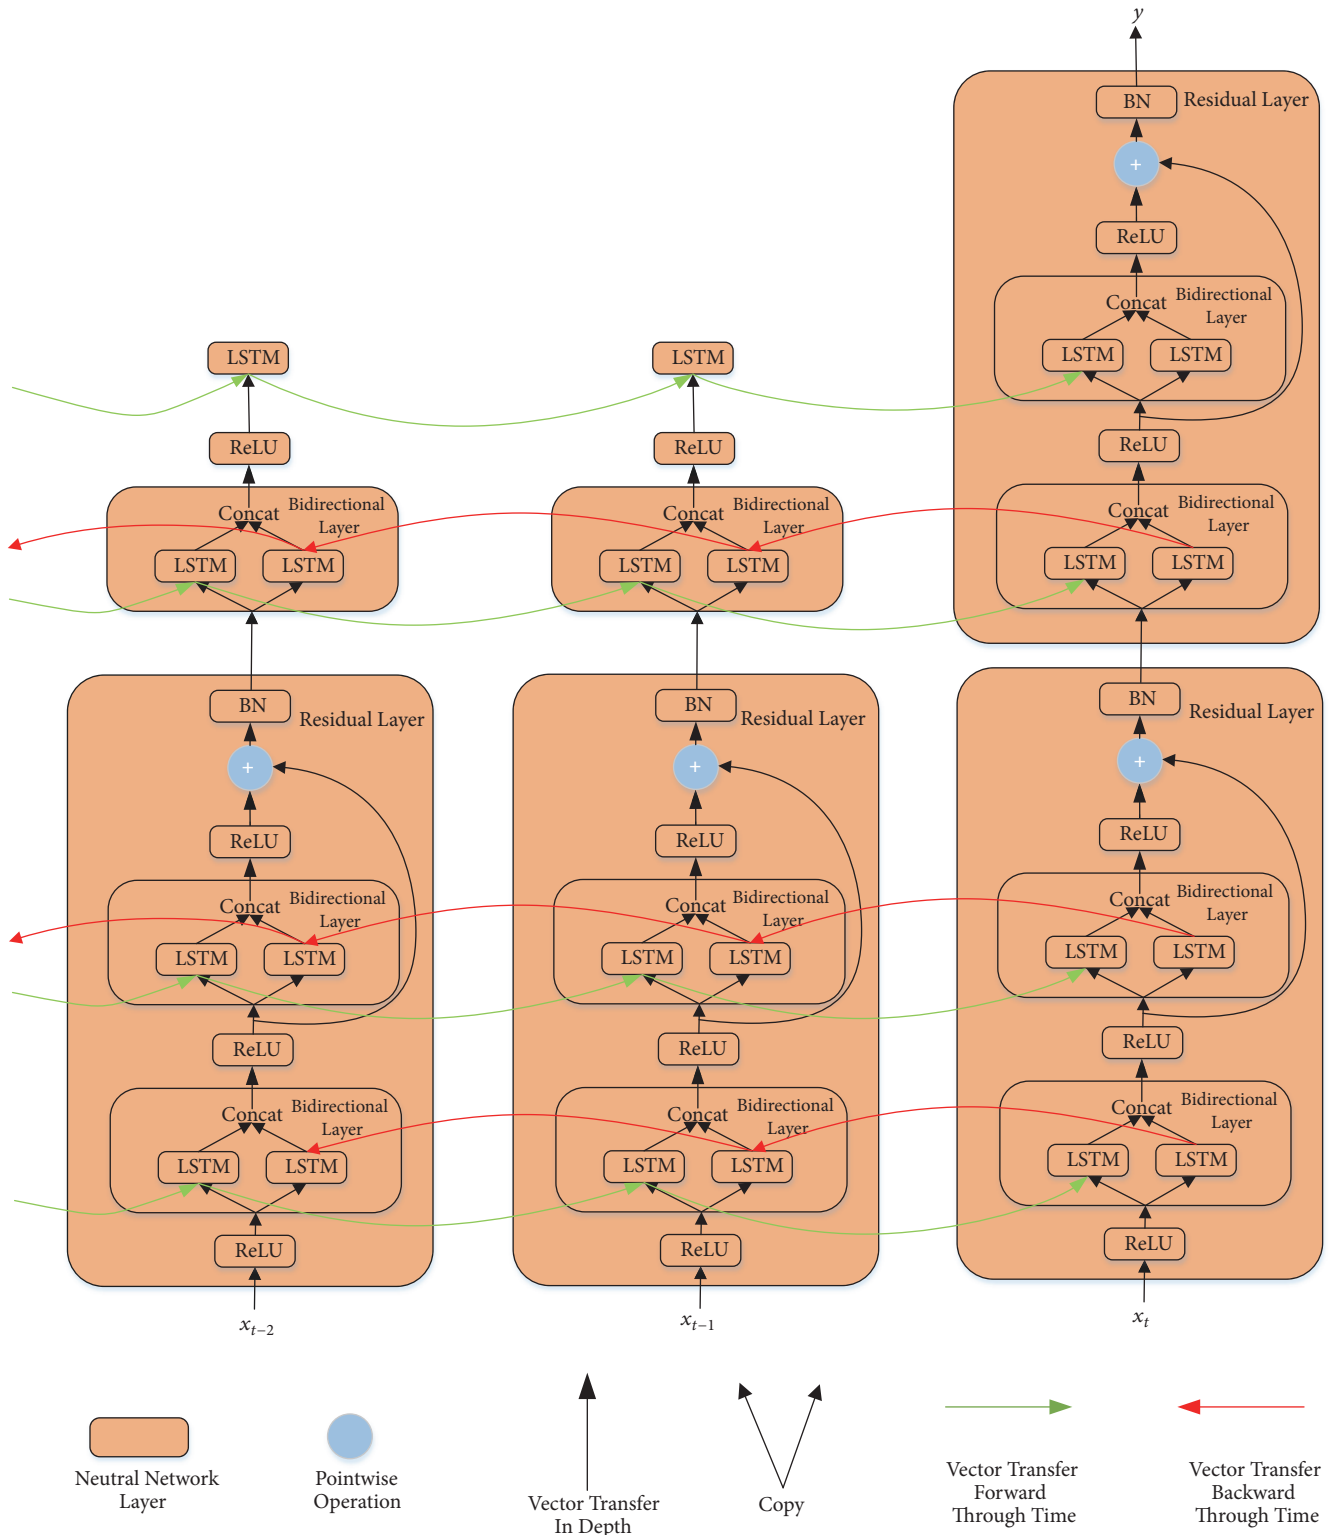 y
BN
Residual Layer
+
ReLU
Concat
Bidirectional
Layer
LSTM
LSTM
ReLU
Concat
Bidirectional
Layer
LSTM
LSTM
LSTM
ReLU
Concat
Bidirectional
Layer
LSTM
LSTM
LSTM
ReLU
Concat
Bidirectional
Layer
LSTM
LSTM
BN
Residual Layer
+
ReLU
Concat
Bidirectional
Layer
LSTM
LSTM
ReLU
Concat
Bidirectional
Layer
LSTM
LSTM
ReLU
x_{t−2}
BN
Residual Layer
+
ReLU
Concat
Bidirectional
Layer
LSTM
LSTM
ReLU
Concat
Bidirectional
Layer
LSTM
LSTM
ReLU
x_{t−1}
BN
Residual Layer
+
ReLU
Concat
Bidirectional
Layer
LSTM
LSTM
ReLU
Concat
Bidirectional
Layer
LSTM
LSTM
ReLU
x_t
Neutral Network
Layer
Pointwise
Operation
Vector Transfer
In Depth
Copy
Vector Transfer
Forward
Through Time
Vector Transfer
Backward
Through Time